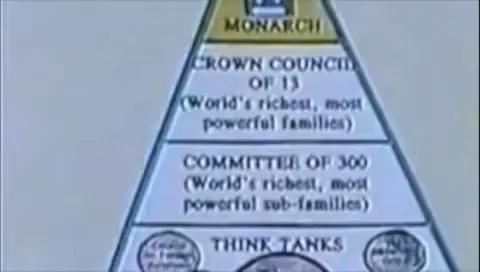 MONARCH
CROWN COUNCIL
OF 13
(World's richest, most
powerful families)
COMMITTEE OF 300
(World's richest, most
powerful sub-families)
THINK TANKS